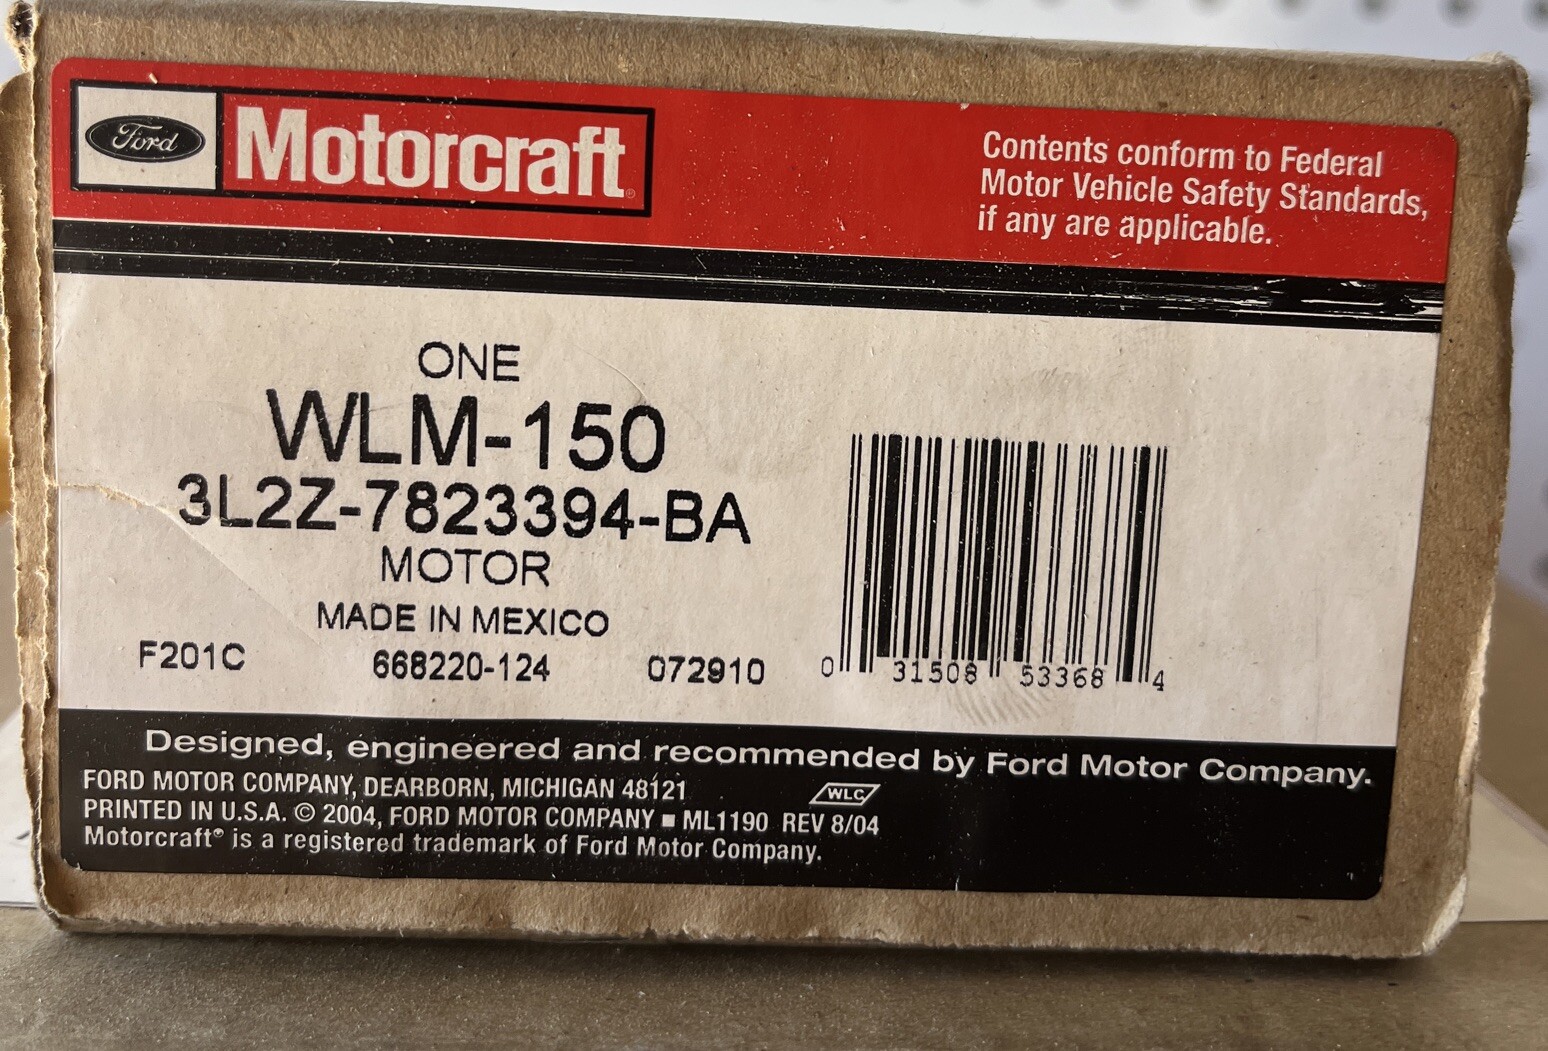 Ford Motorcraft®
Contents conform to Federal
Motor Vehicle Safety Standards,
if any are applicable.
ONE
WLM-150
3L2Z-7823394-BA
MOTOR
MADE IN MEXICO
F201C 668220-124 072910
0 31508 53368 4
Designed, engineered and recommended by Ford Motor Company.
FORD MOTOR COMPANY, DEARBORN, MICHIGAN 48121
WLC
PRINTED IN U.S.A. © 2004, FORD MOTOR COMPANY ■ ML1190 REV 8/04
Motorcraft® is a registered trademark of Ford Motor Company.